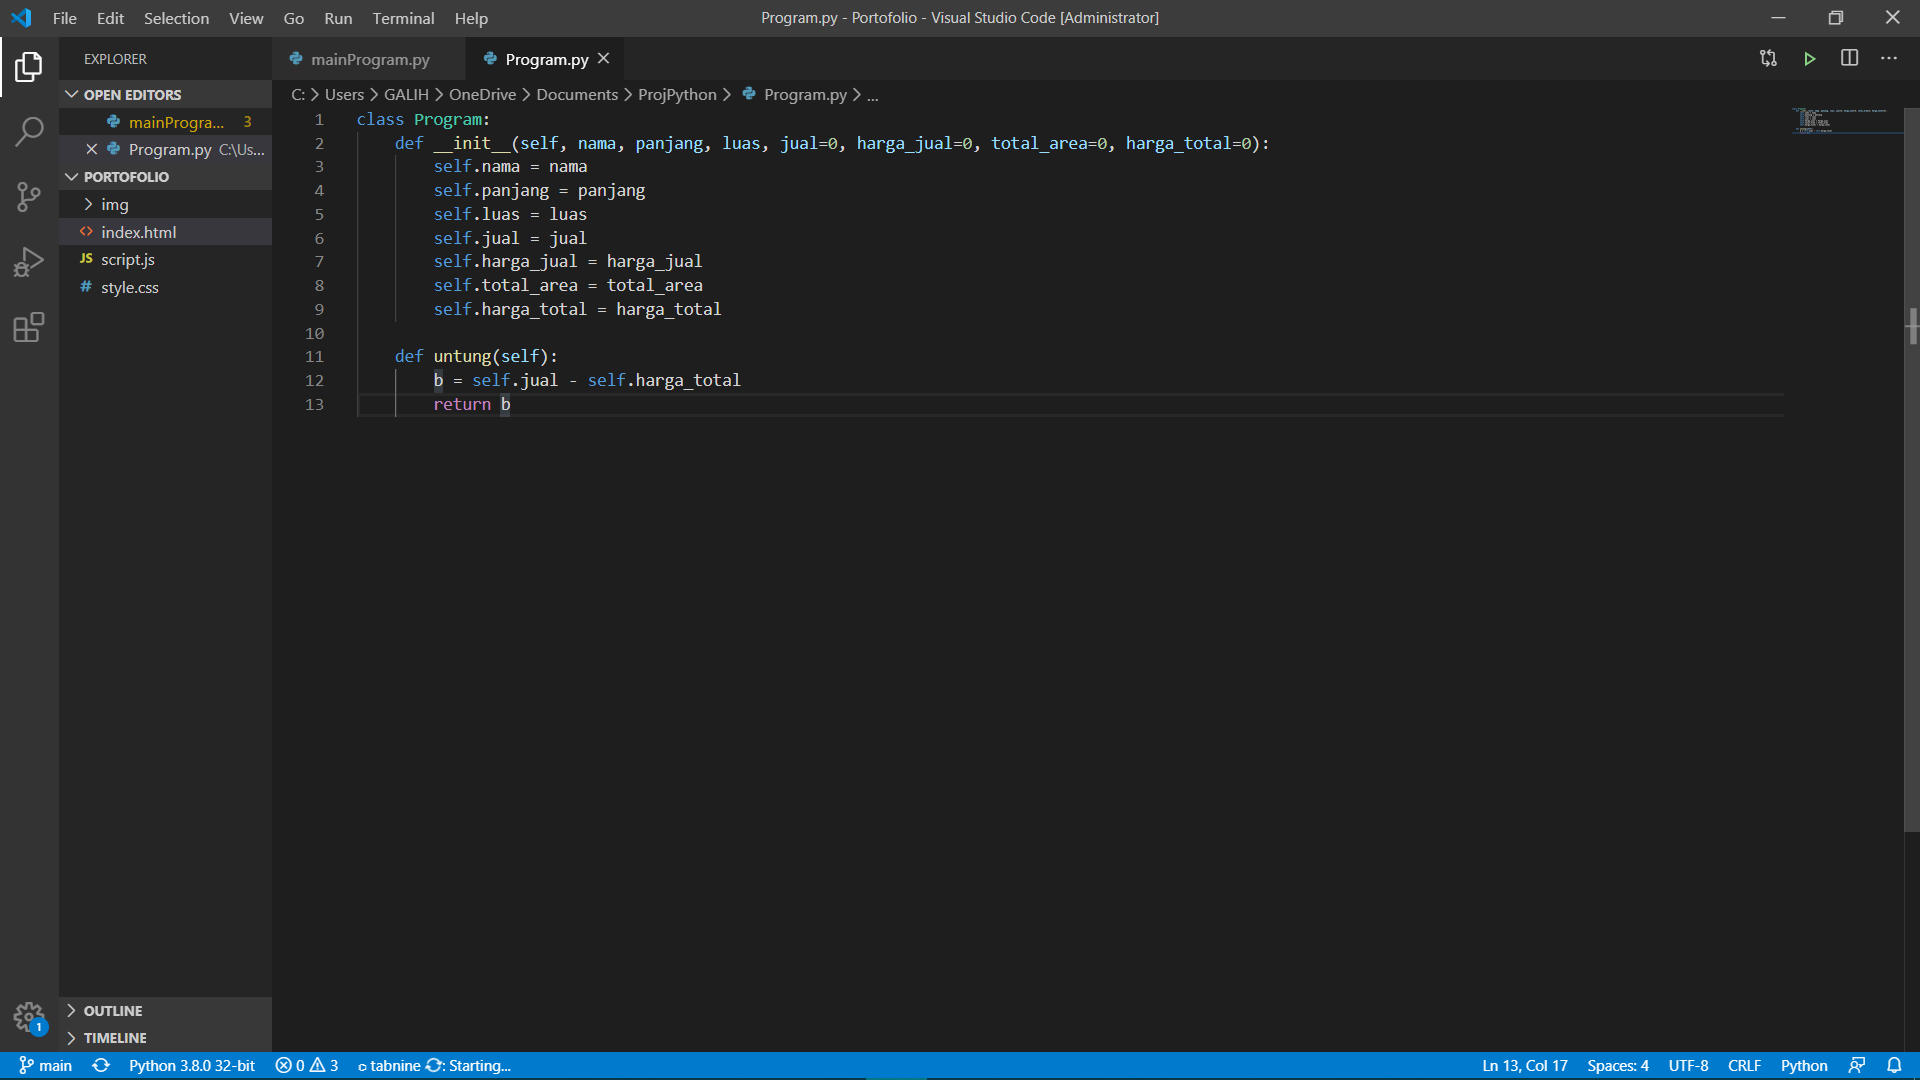 File Edit Selection View Go Run Terminal Help
Program.py - Portofolio - Visual Studio Code [Administrator]
EXPLORER
OPEN EDITORS
mainProgra... 3
Program.py C:\Us...
PORTOFOLIO
img
<> index.html
JS script.js
# style.css
OUTLINE
TIMELINE
mainProgram.py
Program.py
C: > Users > GALIH > OneDrive > Documents > ProjPython > Program.py > ...
1 class Program:
2 def __init__(self, nama, panjang, luas, jual=0, harga_jual=0, total_area=0, harga_total=0):
3 self.nama = nama
4 self.panjang = panjang
5 self.luas = luas
6 self.jual = jual
7 self.harga_jual = harga_jual
8 self.total_area = total_area
9 self.harga_total = harga_total
10
11 def untung(self):
12 b = self.jual - self.harga_total
13 return b
1
main Python 3.8.0 32-bit 0 3 tabnine : Starting... Ln 13, Col 17 Spaces: 4 UTF-8 CRLF Python